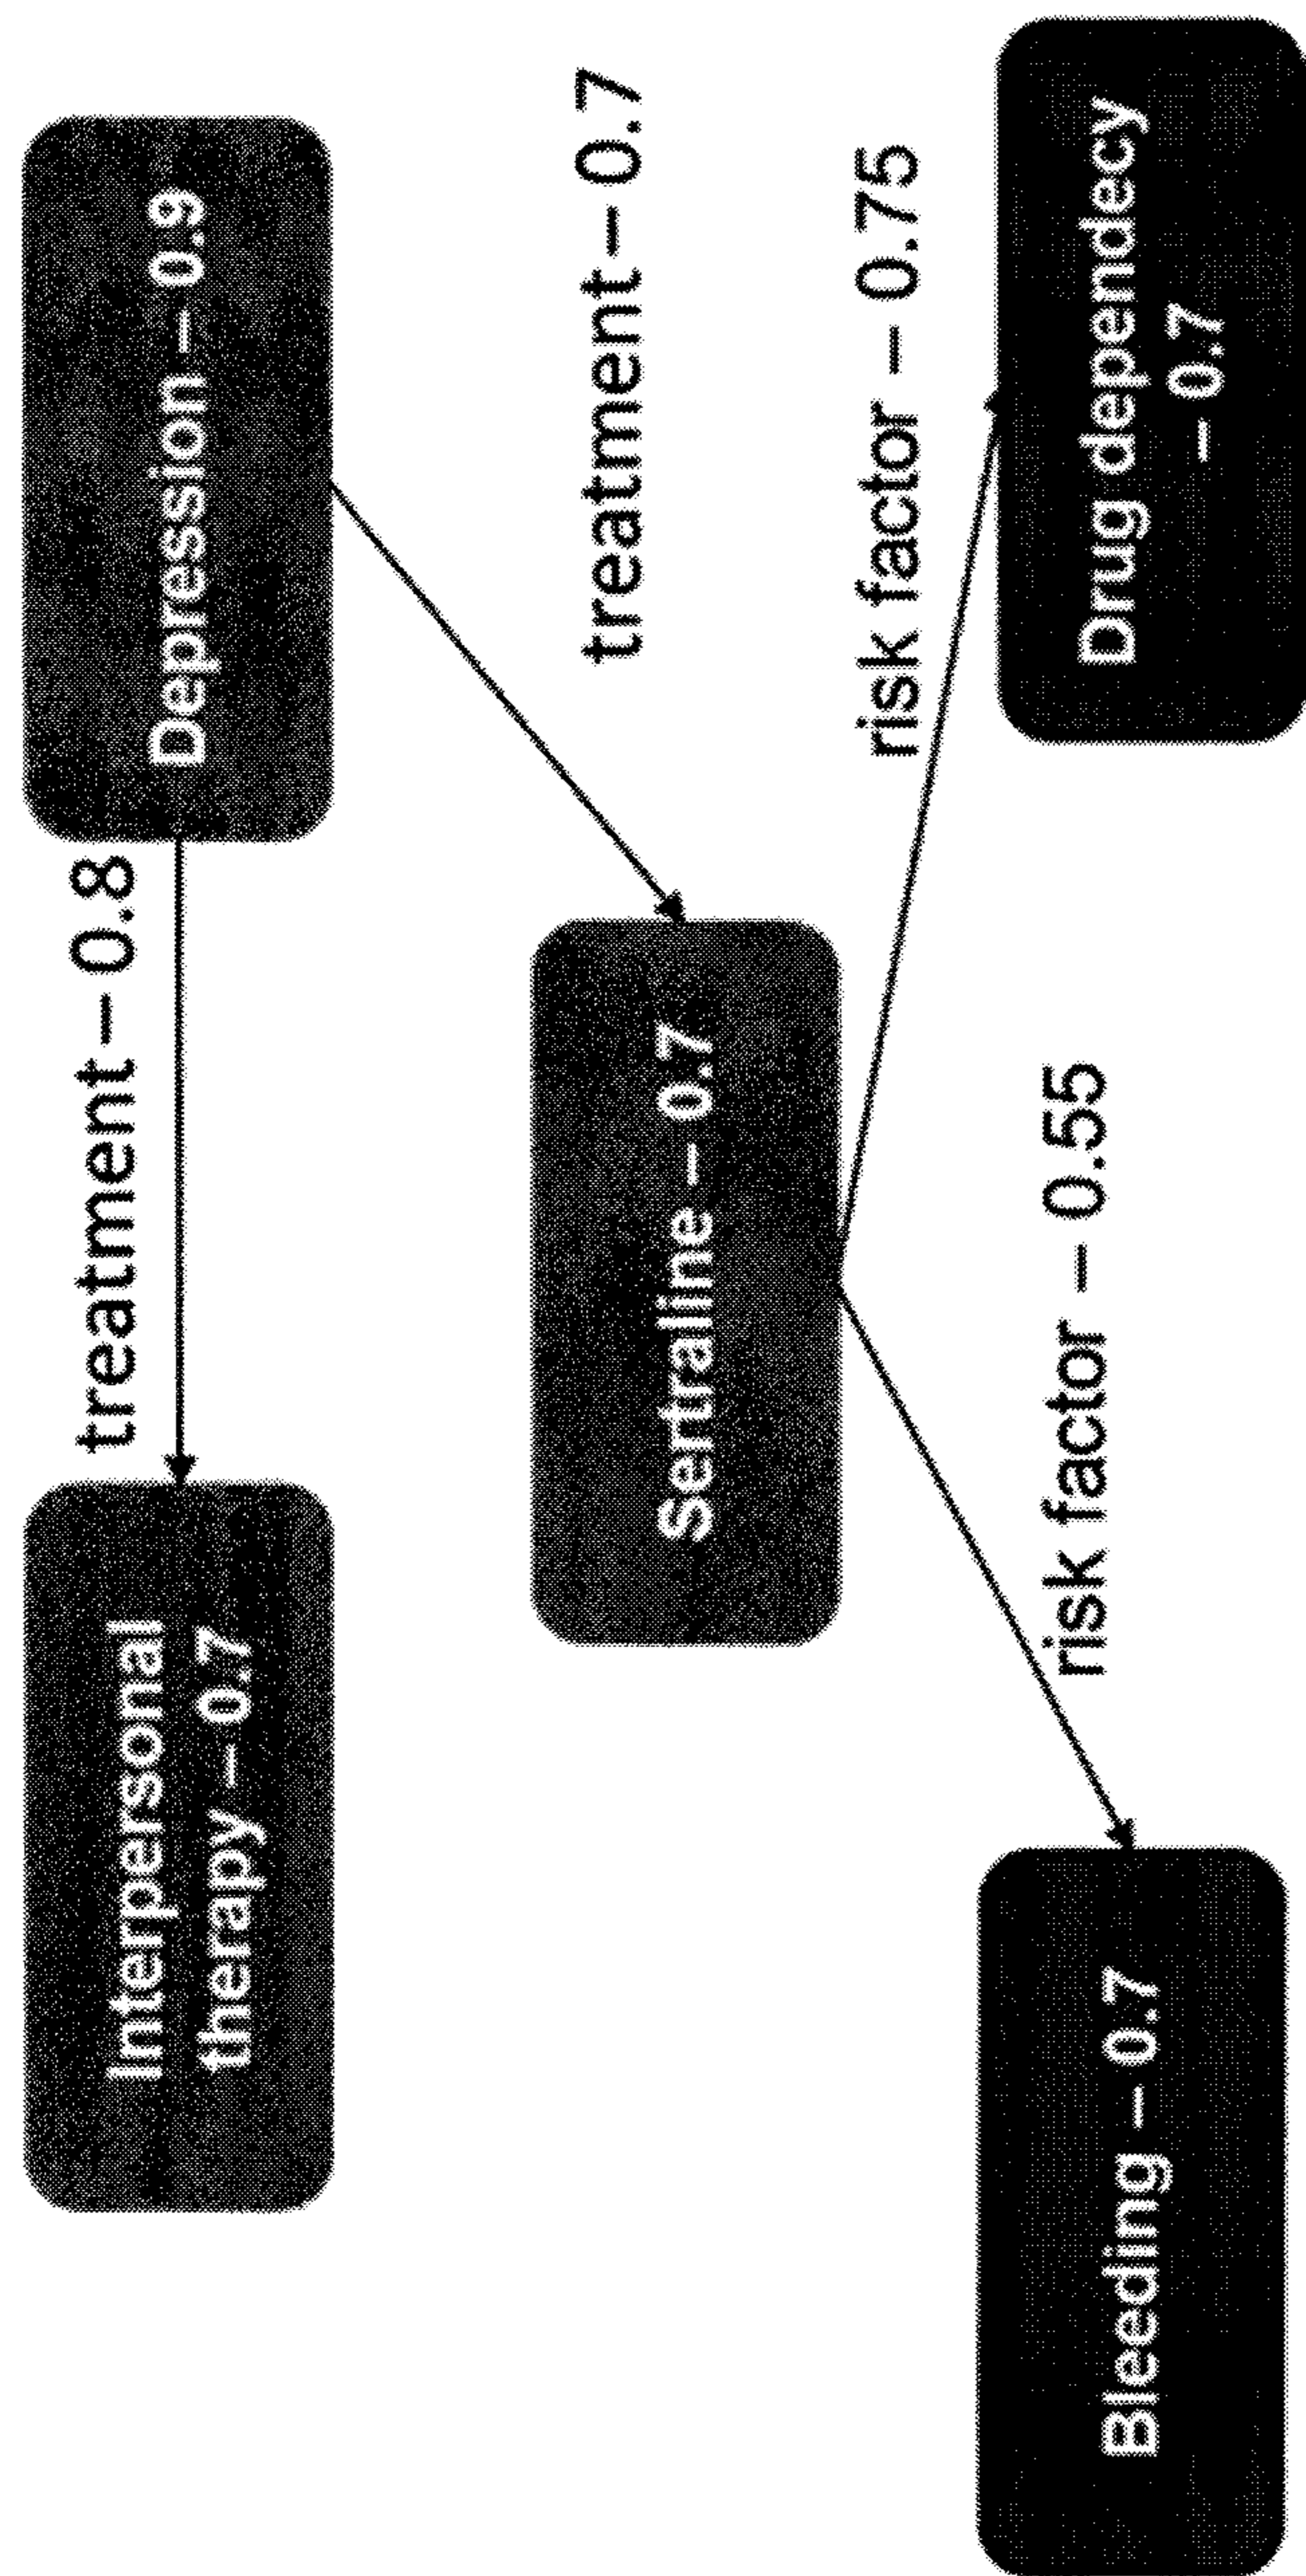 Interpersonal
therapy – 0.7
treatment – 0.8
Depression – 0.9
treatment – 0.7
Sertraline – 0.7
risk factor – 0.75
risk factor – 0.55
Bleeding – 0.7
Drug dependecy
– 0.7